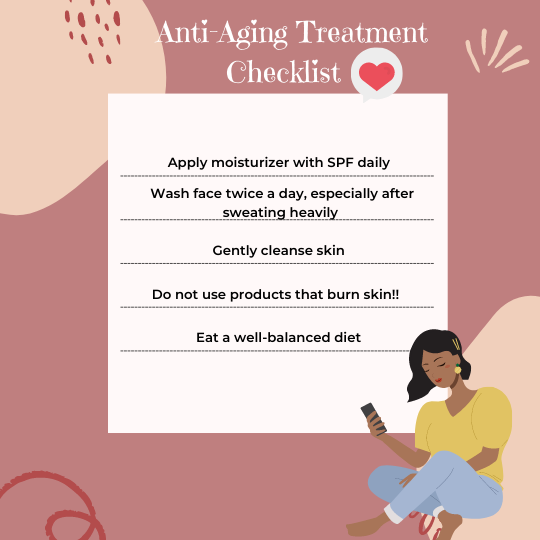 Anti-Aging Treatment
Checklist
Apply moisturizer with SPF daily
Wash face twice a day, especially after
sweating heavily
Gently cleanse skin
Do not use products that burn skin!!
Eat a well-balanced diet